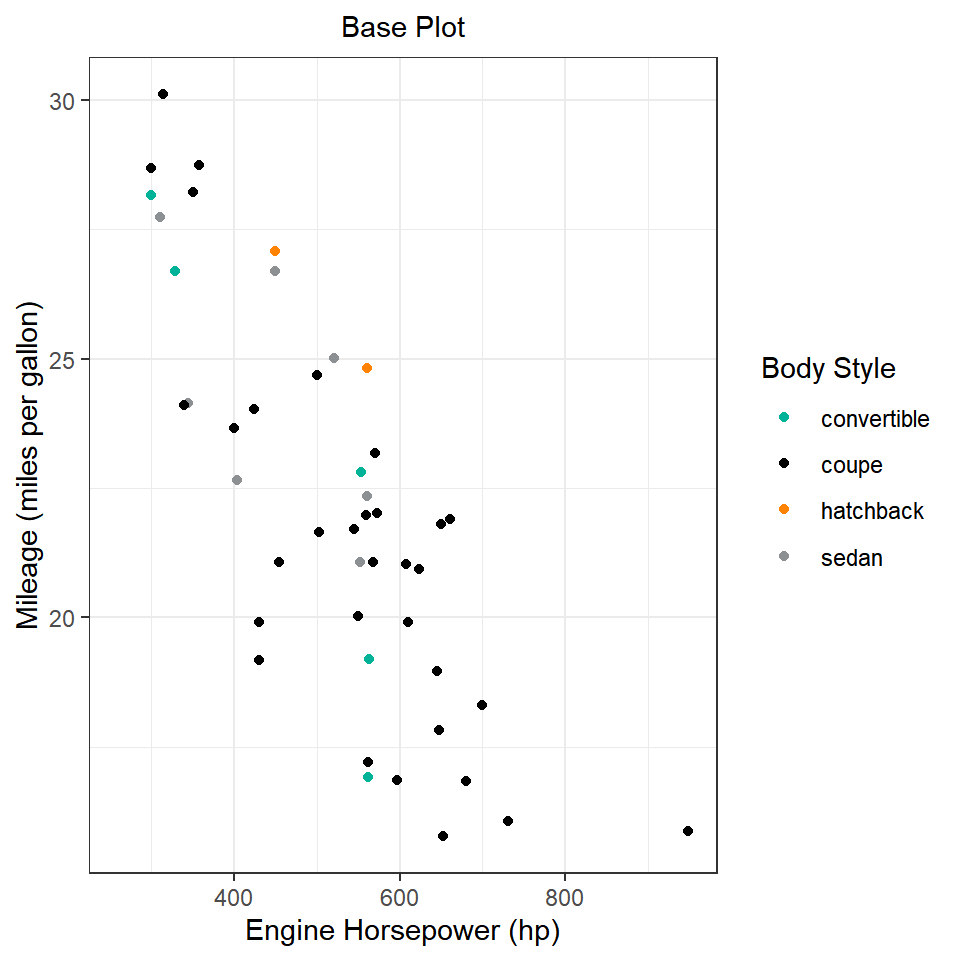 Base Plot
30
25
20
Mileage (miles per gallon)
400 600 800
Engine Horsepower (hp)
Body Style
convertible
coupe
hatchback
sedan